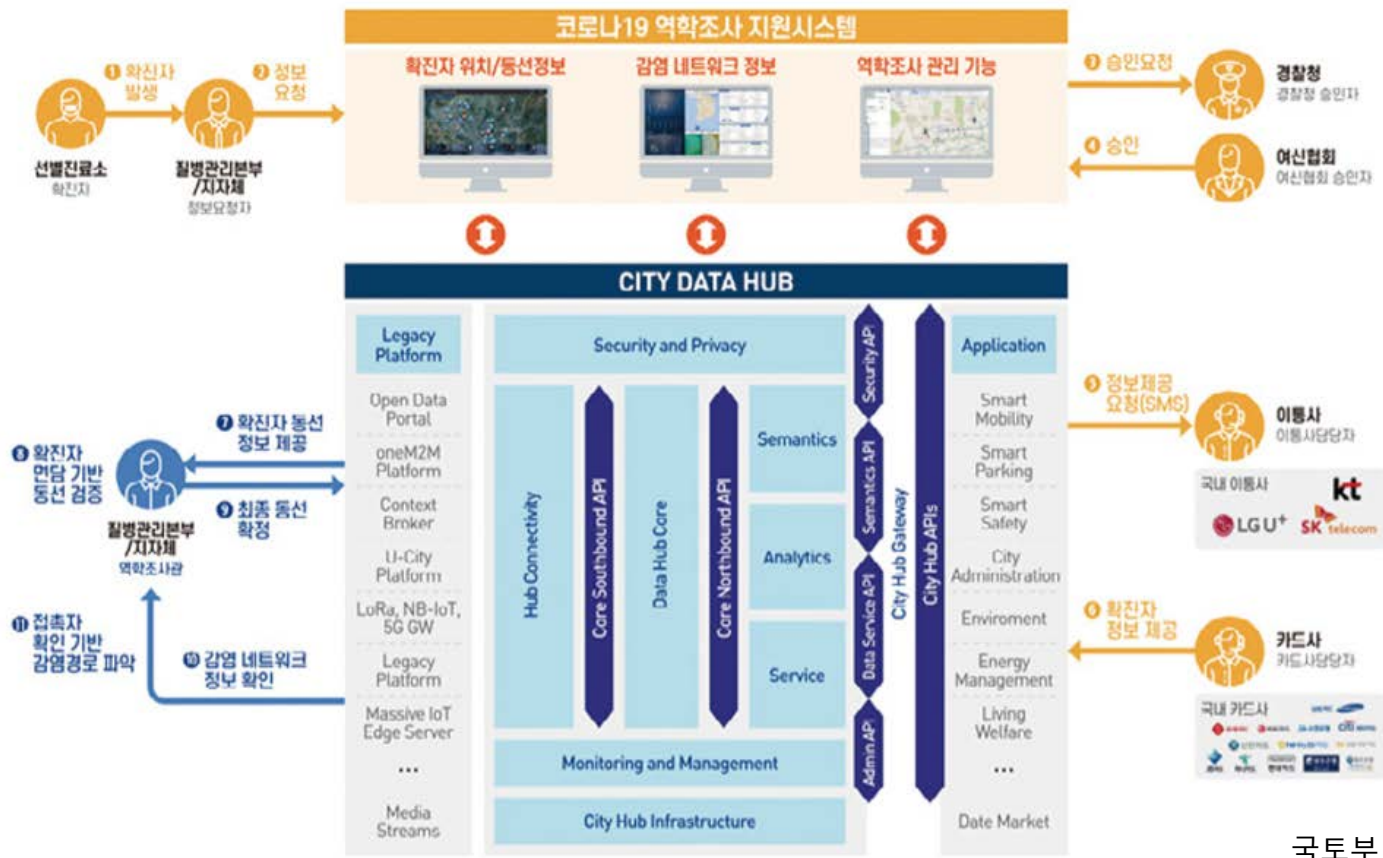 코로나19 역학조사 지원시스템
확진자 위치/동선정보
감염 네트워크 정보
역학조사 관리 기능
❶ 확진자
발생
❷ 정보
요청
선별진료소
확진자
질병관리본부
/지자체
정보요청자
❸ 승인요청
경찰청
경찰청 승인자
❹ 승인
여신협회
여신협회 승인자
CITY DATA HUB
Legacy
Platform
Open Data
Portal
oneM2M
Platform
Context
Broker
U-City
Platform
LoRa, NB-IoT,
5G GW
Legacy
Platform
Massive IoT
Edge Server
...
Media
Streams
Security and Privacy
Hub Connectivity
Core Southbound API
Data Hub Core
Core Northbound API
Semantics
Analytics
Service
Monitoring and Management
City Hub Infrastructure
Security API
Semantics API
Data Service API
Admin API
City Hub Gateway
City Hub APIs
Application
Smart
Mobility
Smart
Parking
Smart
Safety
City
Administration
Enviroment
Energy
Management
Living
Welfare
...
Date Market
❼ 확진자 동선
정보 제공
❽ 확진자
면담 기반
동선 검증
❾ 최종 동선
확정
질병관리본부
/지자체
역학조사관
⓫ 접촉자
확인 기반
감염경로 파악
❿ 감염 네트워크
정보 확인
❺ 정보제공
요청(SMS)
이통사
이통사담당자
국내 이통사
kt
LG U+
SK telecom
❻ 확진자
정보 제공
카드사
카드사담당자
국내 카드사
citi
국토부